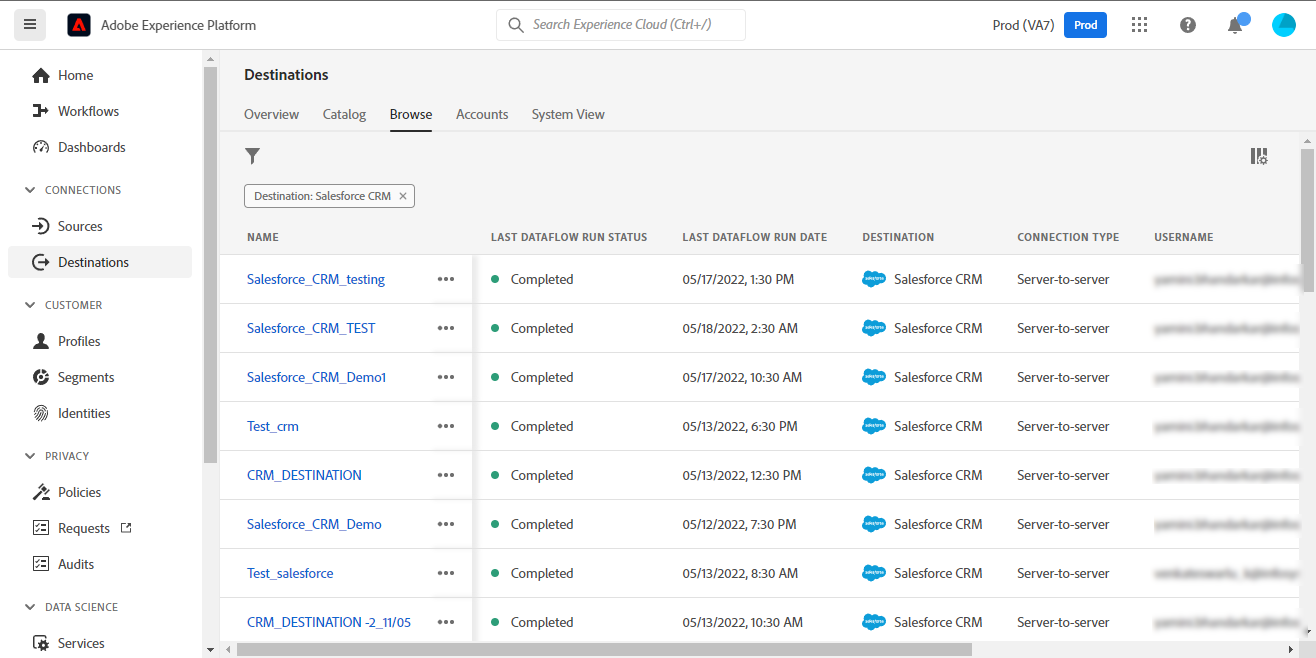 Adobe Experience Platform
Search Experience Cloud (Ctrl+/)
Prod (VA7) Prod
Home
Workflows
Dashboards
CONNECTIONS
Sources
Destinations
CUSTOMER
Profiles
Segments
Identities
PRIVACY
Policies
Requests
Audits
DATA SCIENCE
Services
Destinations
Overview Catalog Browse Accounts System View
Destination: Salesforce CRM
NAME LAST DATAFLOW RUN STATUS LAST DATAFLOW RUN DATE DESTINATION CONNECTION TYPE USERNAME
Salesforce_CRM_testing Completed 05/17/2022, 1:30 PM Salesforce CRM Server-to-server
Salesforce_CRM_TEST Completed 05/18/2022, 2:30 AM Salesforce CRM Server-to-server
Salesforce_CRM_Demo1 Completed 05/17/2022, 10:30 AM Salesforce CRM Server-to-server
Test_crm Completed 05/13/2022, 6:30 PM Salesforce CRM Server-to-server
CRM_DESTINATION Completed 05/13/2022, 12:30 PM Salesforce CRM Server-to-server
Salesforce_CRM_Demo Completed 05/12/2022, 7:30 PM Salesforce CRM Server-to-server
Test_salesforce Completed 05/13/2022, 8:30 AM Salesforce CRM Server-to-server
CRM_DESTINATION -2_11/05 Completed 05/13/2022, 10:30 AM Salesforce CRM Server-to-server